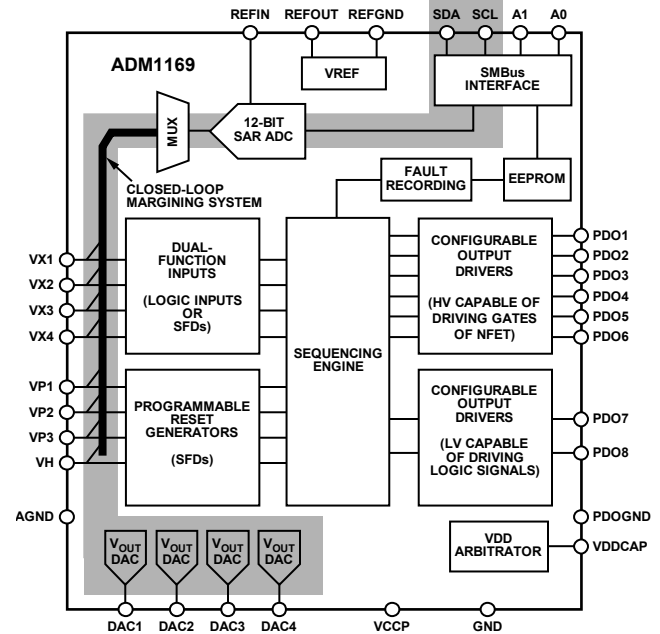 REFIN
REFOUT
REFGND
SDA
SCL
A1
A0
ADM1169
VREF
SMBus
INTERFACE
MUX
12-BIT
SAR ADC
CLOSED-LOOP
MARGINING SYSTEM
FAULT
RECORDING
EEPROM
VX1
VX2
VX3
VX4
DUAL-
FUNCTION
INPUTS
(LOGIC INPUTS
OR
SFDs)
SEQUENCING
ENGINE
CONFIGURABLE
OUTPUT
DRIVERS
(HV CAPABLE OF
DRIVING GATES
OF NFET)
PDO1
PDO2
PDO3
PDO4
PDO5
PDO6
VP1
VP2
VP3
VH
PROGRAMMABLE
RESET
GENERATORS
(SFDs)
CONFIGURABLE
OUTPUT
DRIVERS
(LV CAPABLE
OF DRIVING
LOGIC SIGNALS)
PDO7
PDO8
AGND
PDOGND
VOUT
DAC
VOUT
DAC
VOUT
DAC
VOUT
DAC
VDD
ARBITRATOR
VDDCAP
DAC1
DAC2
DAC3
DAC4
VCCP
GND